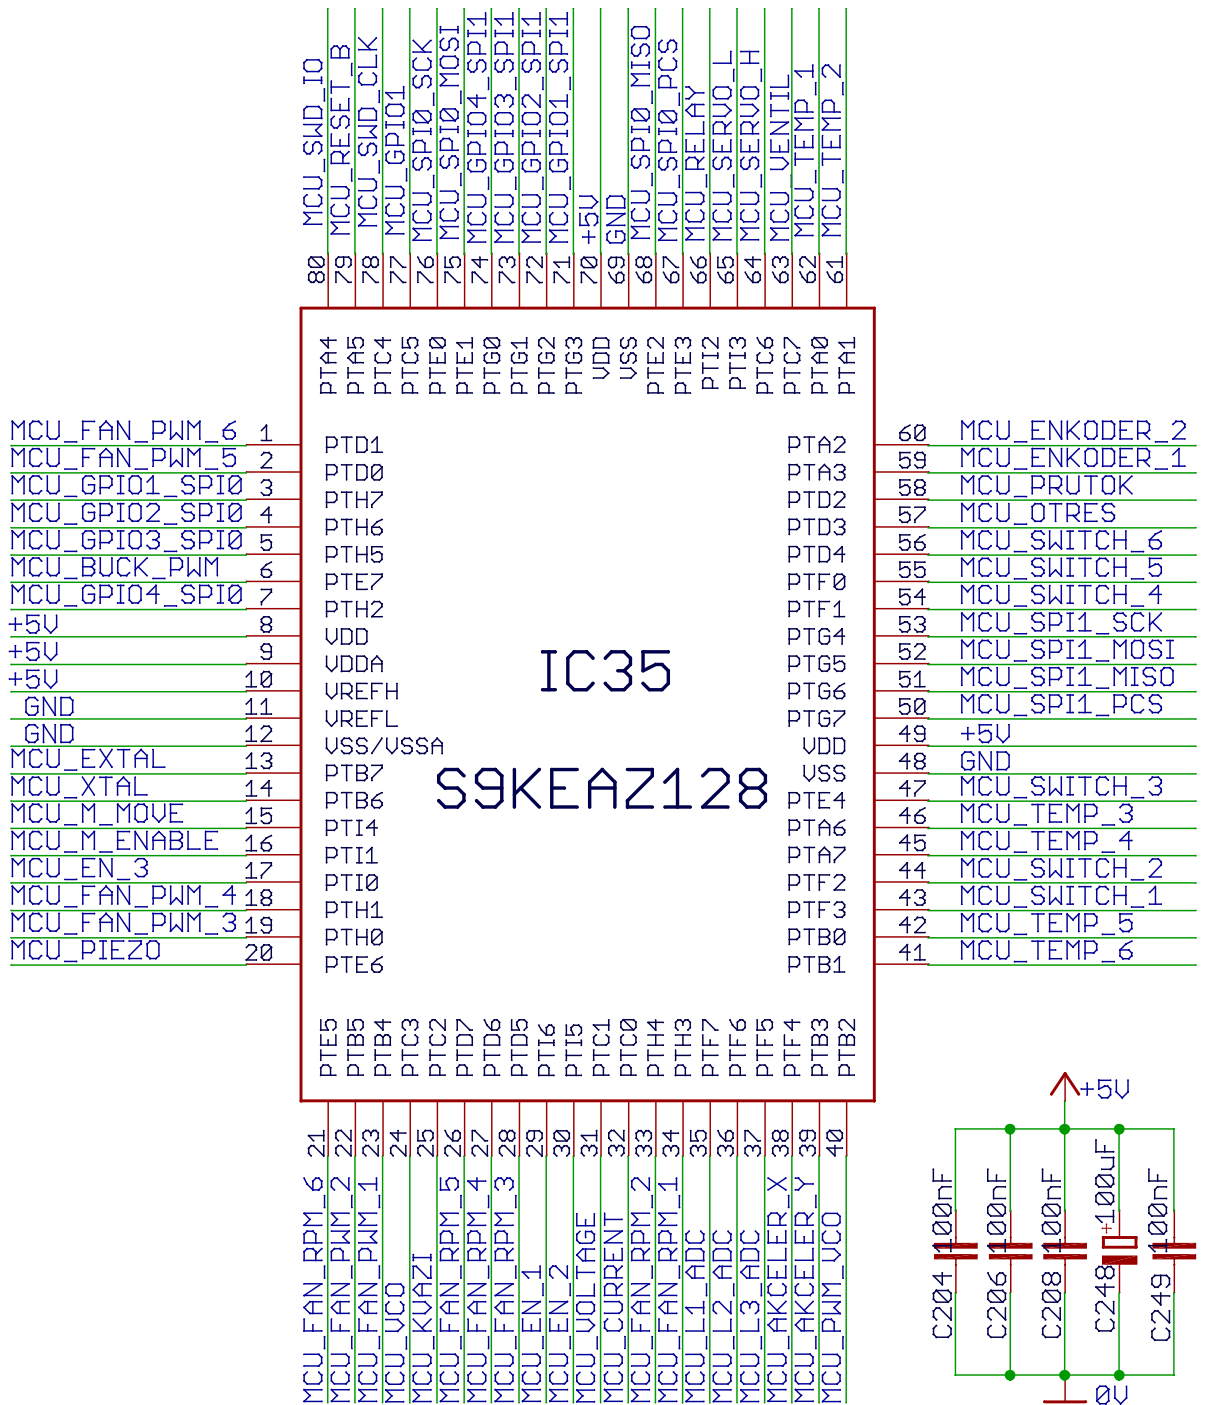 MCU_SWD_IO
MCU_RESET_B
MCU_SWD_CLK
MCU_GPIO1
MCU_SPI0_SCK
MCU_SPI0_MOSI
MCU_GPIO4_SPI1
MCU_GPIO3_SPI1
MCU_GPIO2_SPI1
MCU_GPIO1_SPI1
+5V
GND
MCU_SPI0_MISO
MCU_SPI0_PCS
MCU_RELAY
MCU_SERVO_L
MCU_SERVO_H
MCU_VENTIL
MCU_TEMP_1
MCU_TEMP_2
80
79
78
77
76
75
74
73
72
71
70
69
68
67
66
65
64
63
62
61
PTA4
PTA5
PTC4
PTC5
PTE0
PTE1
PTG0
PTG1
PTG2
PTG3
VDD
VSS
PTE2
PTE3
PTI2
PTI3
PTC6
PTC7
PTA0
PTA1
MCU_FAN_PWM_6 1 PTD1
MCU_FAN_PWM_5 2 PTD0
MCU_GPIO1_SPI0 3 PTH7
MCU_GPIO2_SPI0 4 PTH6
MCU_GPIO3_SPI0 5 PTH5
MCU_BUCK_PWM 6 PTE7
MCU_GPIO4_SPI0 7 PTH2
+5V 8 VDD
+5V 9 VDDA
+5V 10 VREFH
GND 11 VREFL
GND 12 VSS/VSSA
MCU_EXTAL 13 PTB7
MCU_XTAL 14 PTB6
MCU_M_MOVE 15 PTI4
MCU_M_ENABLE 16 PTI1
MCU_EN_3 17 PTI0
MCU_FAN_PWM_4 18 PTH1
MCU_FAN_PWM_3 19 PTH0
MCU_PIEZO 20 PTE6
IC35
S9KEAZ128
PTA2 60 MCU_ENKODER_2
PTA3 59 MCU_ENKODER_1
PTD2 58 MCU_PRUTOK
PTD3 57 MCU_OTRES
PTD4 56 MCU_SWITCH_6
PTF0 55 MCU_SWITCH_5
PTF1 54 MCU_SWITCH_4
PTG4 53 MCU_SPI1_SCK
PTG5 52 MCU_SPI1_MOSI
PTG6 51 MCU_SPI1_MISO
PTG7 50 MCU_SPI1_PCS
VDD 49 +5V
VSS 48 GND
PTE4 47 MCU_SWITCH_3
PTA6 46 MCU_TEMP_3
PTA7 45 MCU_TEMP_4
PTF2 44 MCU_SWITCH_2
PTF3 43 MCU_SWITCH_1
PTB0 42 MCU_TEMP_5
PTB1 41 MCU_TEMP_6
PTE5
PTB5
PTB4
PTC3
PTC2
PTD7
PTD6
PTD5
PTI6
PTI5
PTC1
PTC0
PTH4
PTH3
PTF7
PTF6
PTF5
PTF4
PTB3
PTB2
21
22
23
24
25
26
27
28
29
30
31
32
33
34
35
36
37
38
39
40
MCU_FAN_RPM_6
MCU_FAN_PWM_2
MCU_FAN_PWM_1
MCU_VCO
MCU_KVAZI
MCU_FAN_RPM_5
MCU_FAN_RPM_4
MCU_FAN_RPM_3
MCU_EN_1
MCU_EN_2
MCU_VOLTAGE
MCU_CURRENT
MCU_FAN_RPM_2
MCU_FAN_RPM_1
MCU_L1_ADC
MCU_L2_ADC
MCU_L3_ADC
MCU_AKCELER_X
MCU_AKCELER_Y
MCU_PWM_VCO
+5V
C204 100nF
C206 100nF
C208 100nF
C248 +100uF
C249 100nF
0V